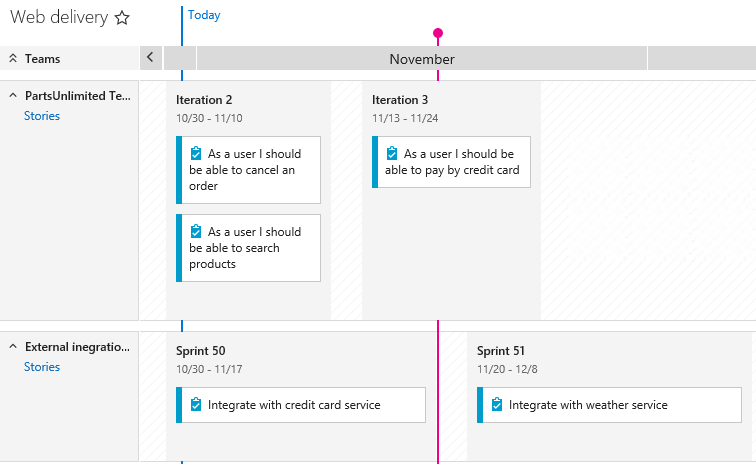 Web delivery
Today
Teams
November
PartsUnlimited Te...
Stories
Iteration 2
10/30 - 11/10
As a user I should
be able to cancel an
order
As a user I should
be able to search
products
Iteration 3
11/13 - 11/24
As a user I should be
able to pay by credit card
External inegratio...
Stories
Sprint 50
10/30 - 11/17
Integrate with credit card service
Sprint 51
11/20 - 12/8
Integrate with weather service